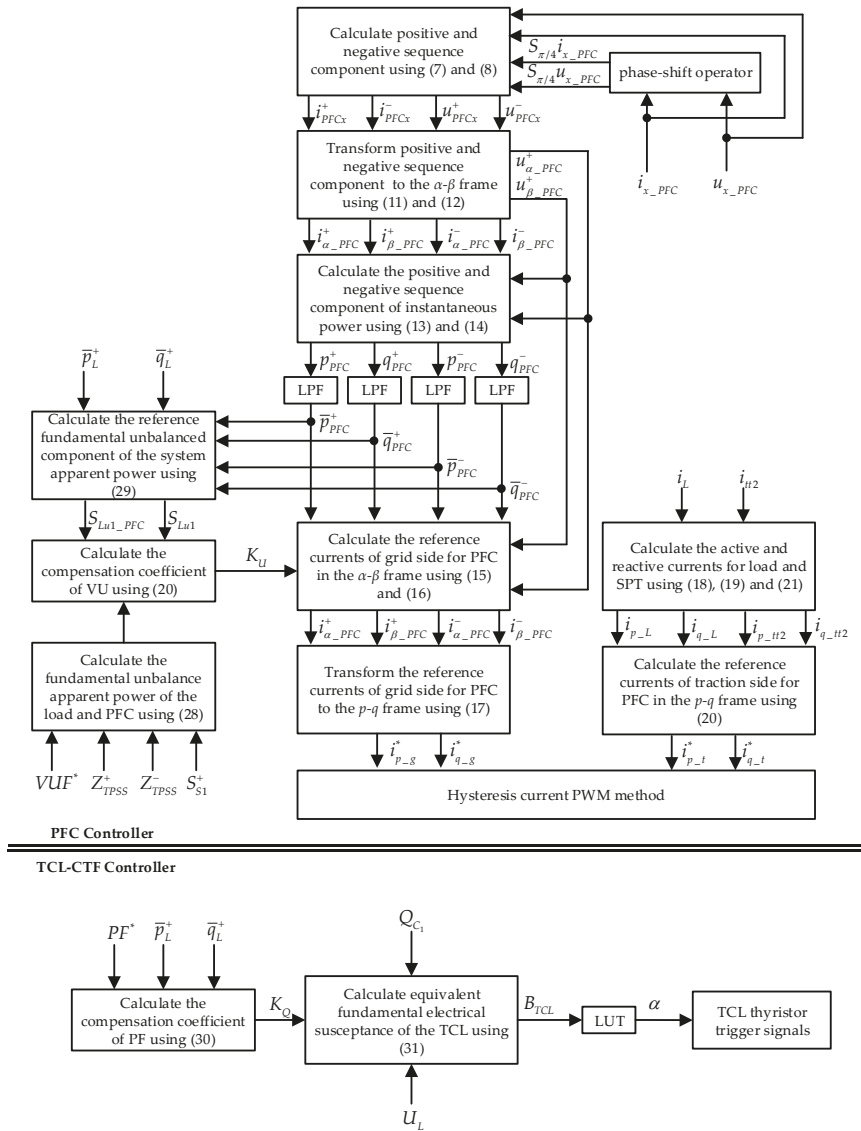 Calculate positive and
negative sequence
component using (7) and (8)
S_{π/4}i_{x_PFC}
S_{π/4}u_{x_PFC}
phase-shift operator
i^{+}_{PFCx} i^{-}_{PFCx} u^{+}_{PFCx} u^{-}_{PFCx}
Transform positive and
negative sequence
component to the α-β frame
using (11) and (12)
u^{+}_{α_PFC}
u^{+}_{β_PFC}
i_{x_PFC} u_{x_PFC}
i^{+}_{α_PFC} i^{+}_{β_PFC} i^{-}_{α_PFC} i^{-}_{β_PFC}
Calculate the positive and
negative sequence
component of instantaneous
power using (13) and (14)
p^{+}_{PFC} q^{+}_{PFC} p^{-}_{PFC} q^{-}_{PFC}
LPF LPF LPF LPF
p̅^{+}_{L} q̅^{+}_{L}
Calculate the reference
fundamental unbalanced
component of the system
apparent power using
(29)
p̅^{+}_{PFC}
q̅^{+}_{PFC}
p̅^{-}_{PFC}
q̅^{-}_{PFC}
i_{L} i_{tt2}
S_{Lu1_PFC} S_{Lu1}
Calculate the
compensation coefficient
of VU using (20)
K_{U}
Calculate the reference
currents of grid side for PFC
in the α-β frame using (15)
and (16)
Calculate the active and
reactive currents for load and
SPT using (18), (19) and (21)
i^{+}_{α_PFC} i^{+}_{β_PFC} i^{-}_{α_PFC} i^{-}_{β_PFC}
i_{p_L} i_{q_L} i_{p_tt2} i_{q_tt2}
Calculate the
fundamental unbalance
apparent power of the
load and PFC using (28)
Transform the reference
currents of grid side for PFC
to the p-q frame using (17)
Calculate the reference
currents of traction side for
PFC in the p-q frame using
(20)
VUF^{*} Z^{+}_{TPSS} Z^{-}_{TPSS} S^{+}_{S1}
i^{*}_{p_g} i^{*}_{q_g} i^{*}_{p_t} i^{*}_{q_t}
Hysteresis current PWM method
PFC Controller
TCL-CTF Controller
PF^{*} p̅^{+}_{L} q̅^{+}_{L}
Q_{C_1}
Calculate the
compensation coefficient
of PF using (30)
K_{Q}
Calculate equivalent
fundamental electrical
susceptance of the TCL using
(31)
B_{TCL}
LUT
α
TCL thyristor
trigger signals
U_{L}